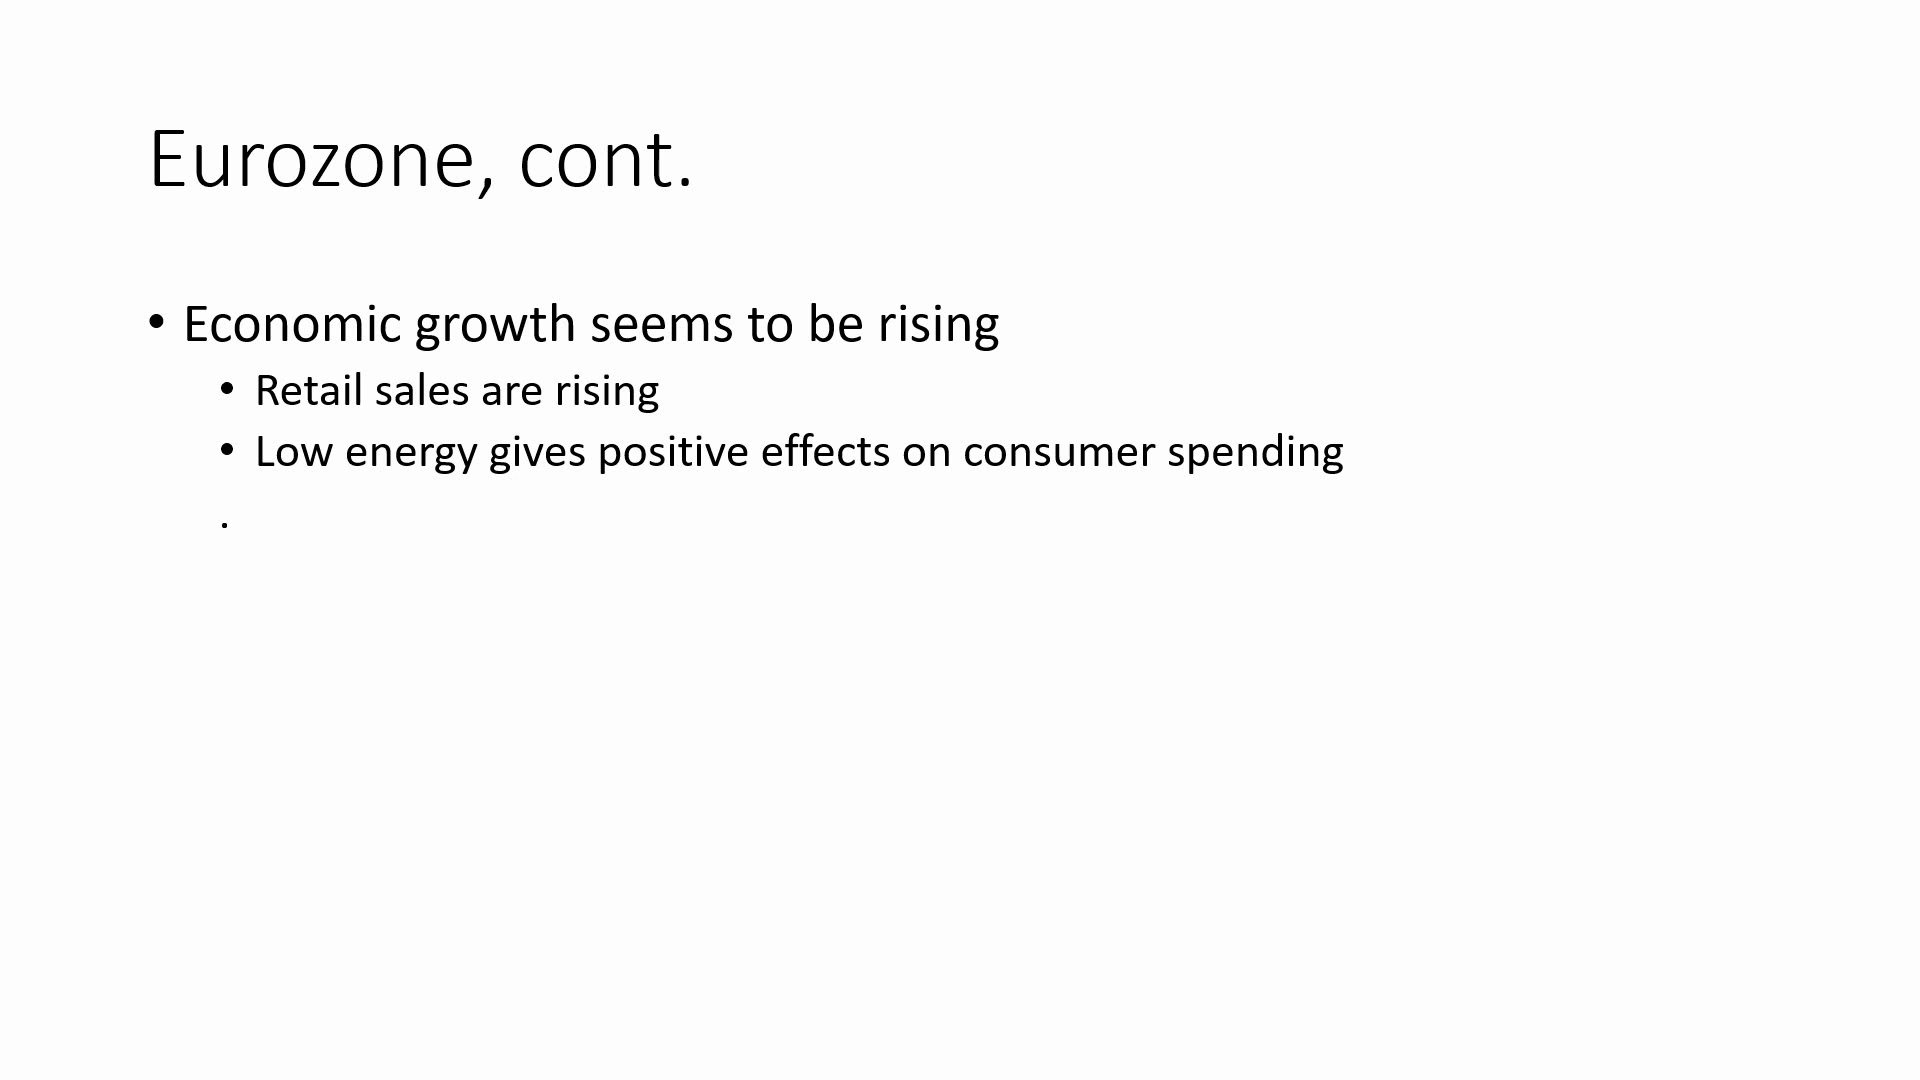 Eurozone, cont.
• Economic growth seems to be rising
• Retail sales are rising
• Low energy gives positive effects on consumer spending
.